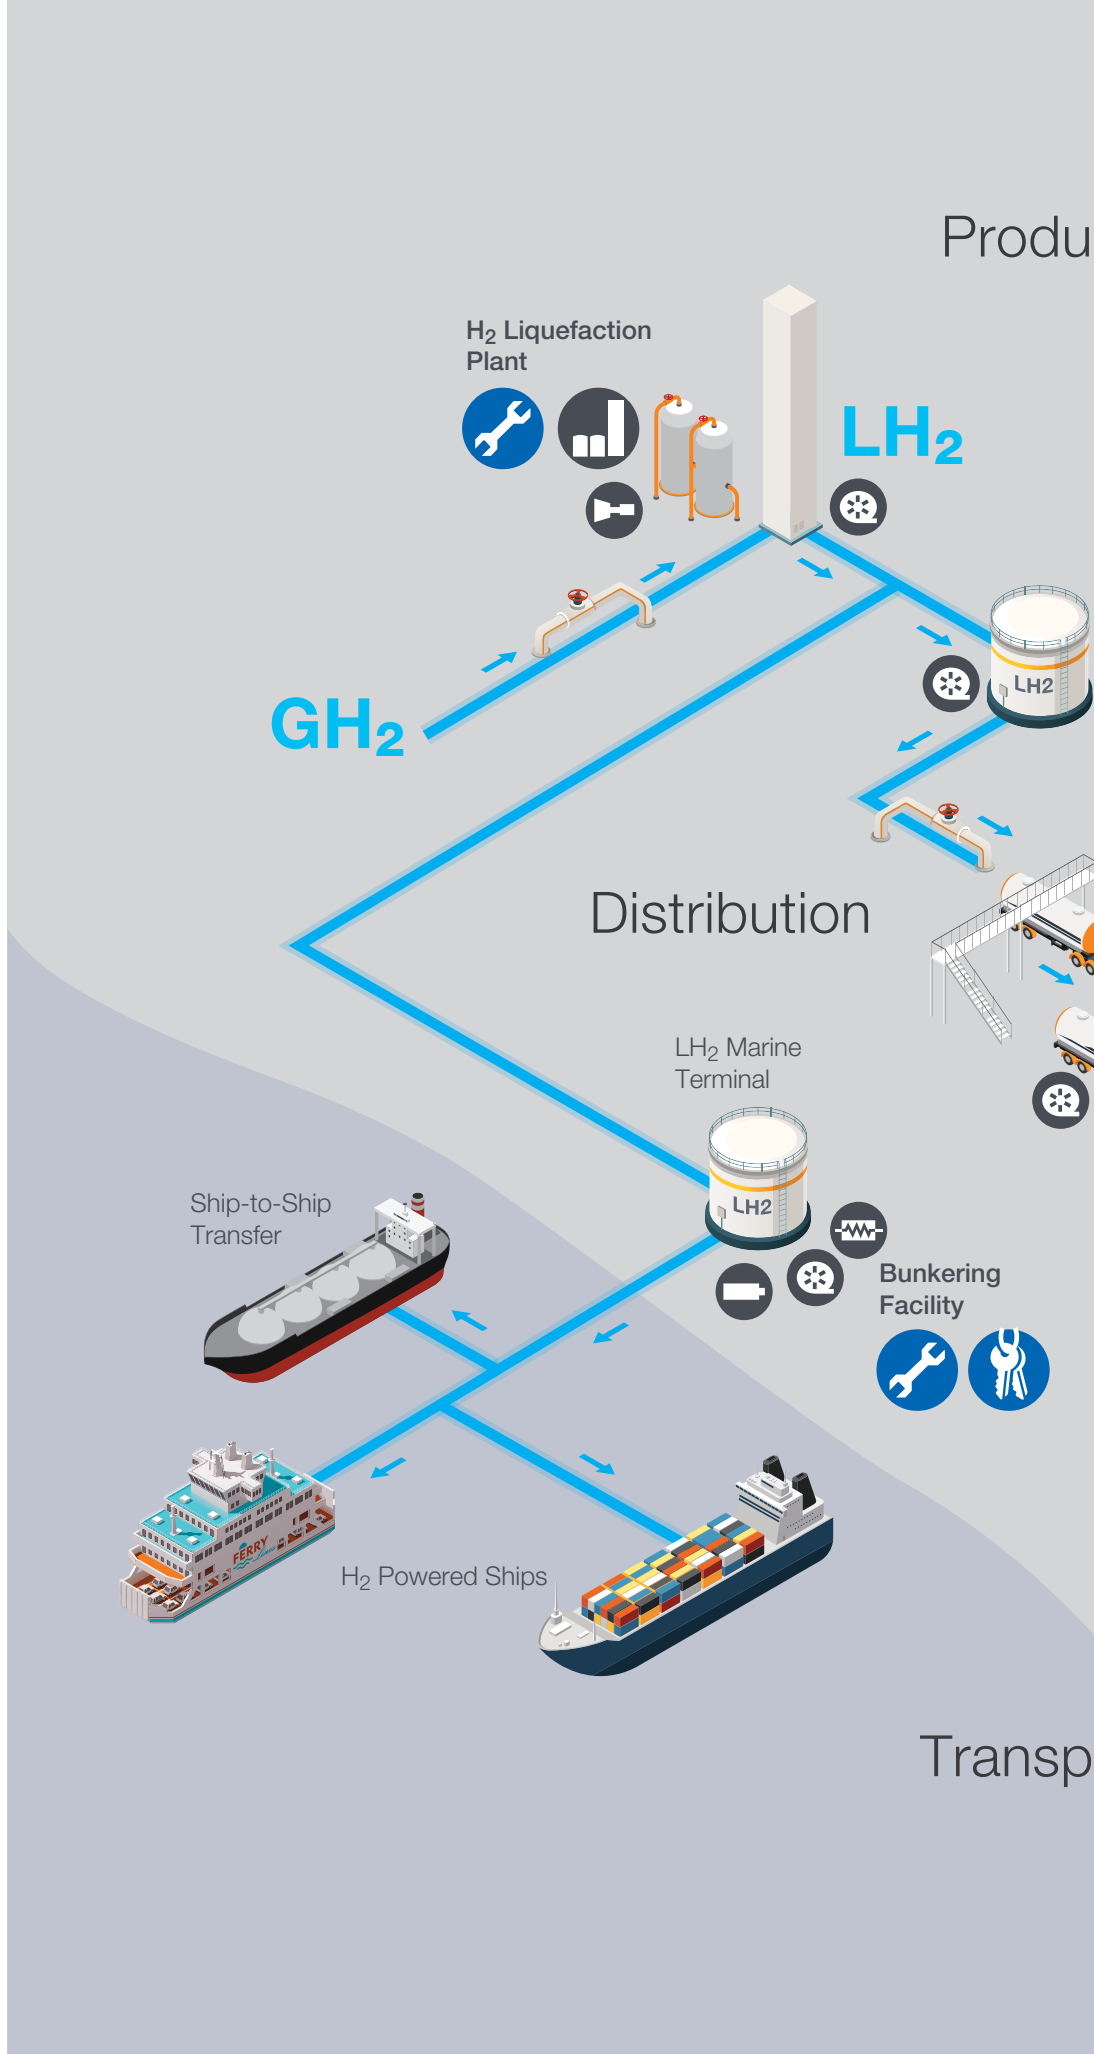 Produ
H₂ Liquefaction
Plant
LH₂
LH2
GH₂
Distribution
LH₂ Marine
Terminal
LH2
Ship-to-Ship
Transfer
Bunkering
Facility
FERRY
Lines
H₂ Powered Ships
Transp